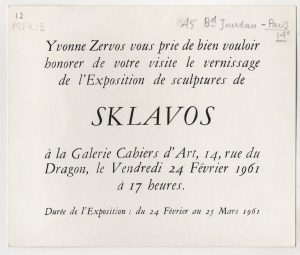 12
45 Bd Jourdan - Paris
14e
Yvonne Zervos vous prie de bien vouloir
honorer de votre visite le vernissage
de l'Exposition de sculptures de
SKLAVOS
à la Galerie Cahiers d'Art, 14, rue du
Dragon, le Vendredi 24 Février 1961
à 17 heures.
Durée de l'Exposition : du 24 Février au 25 Mars 1961